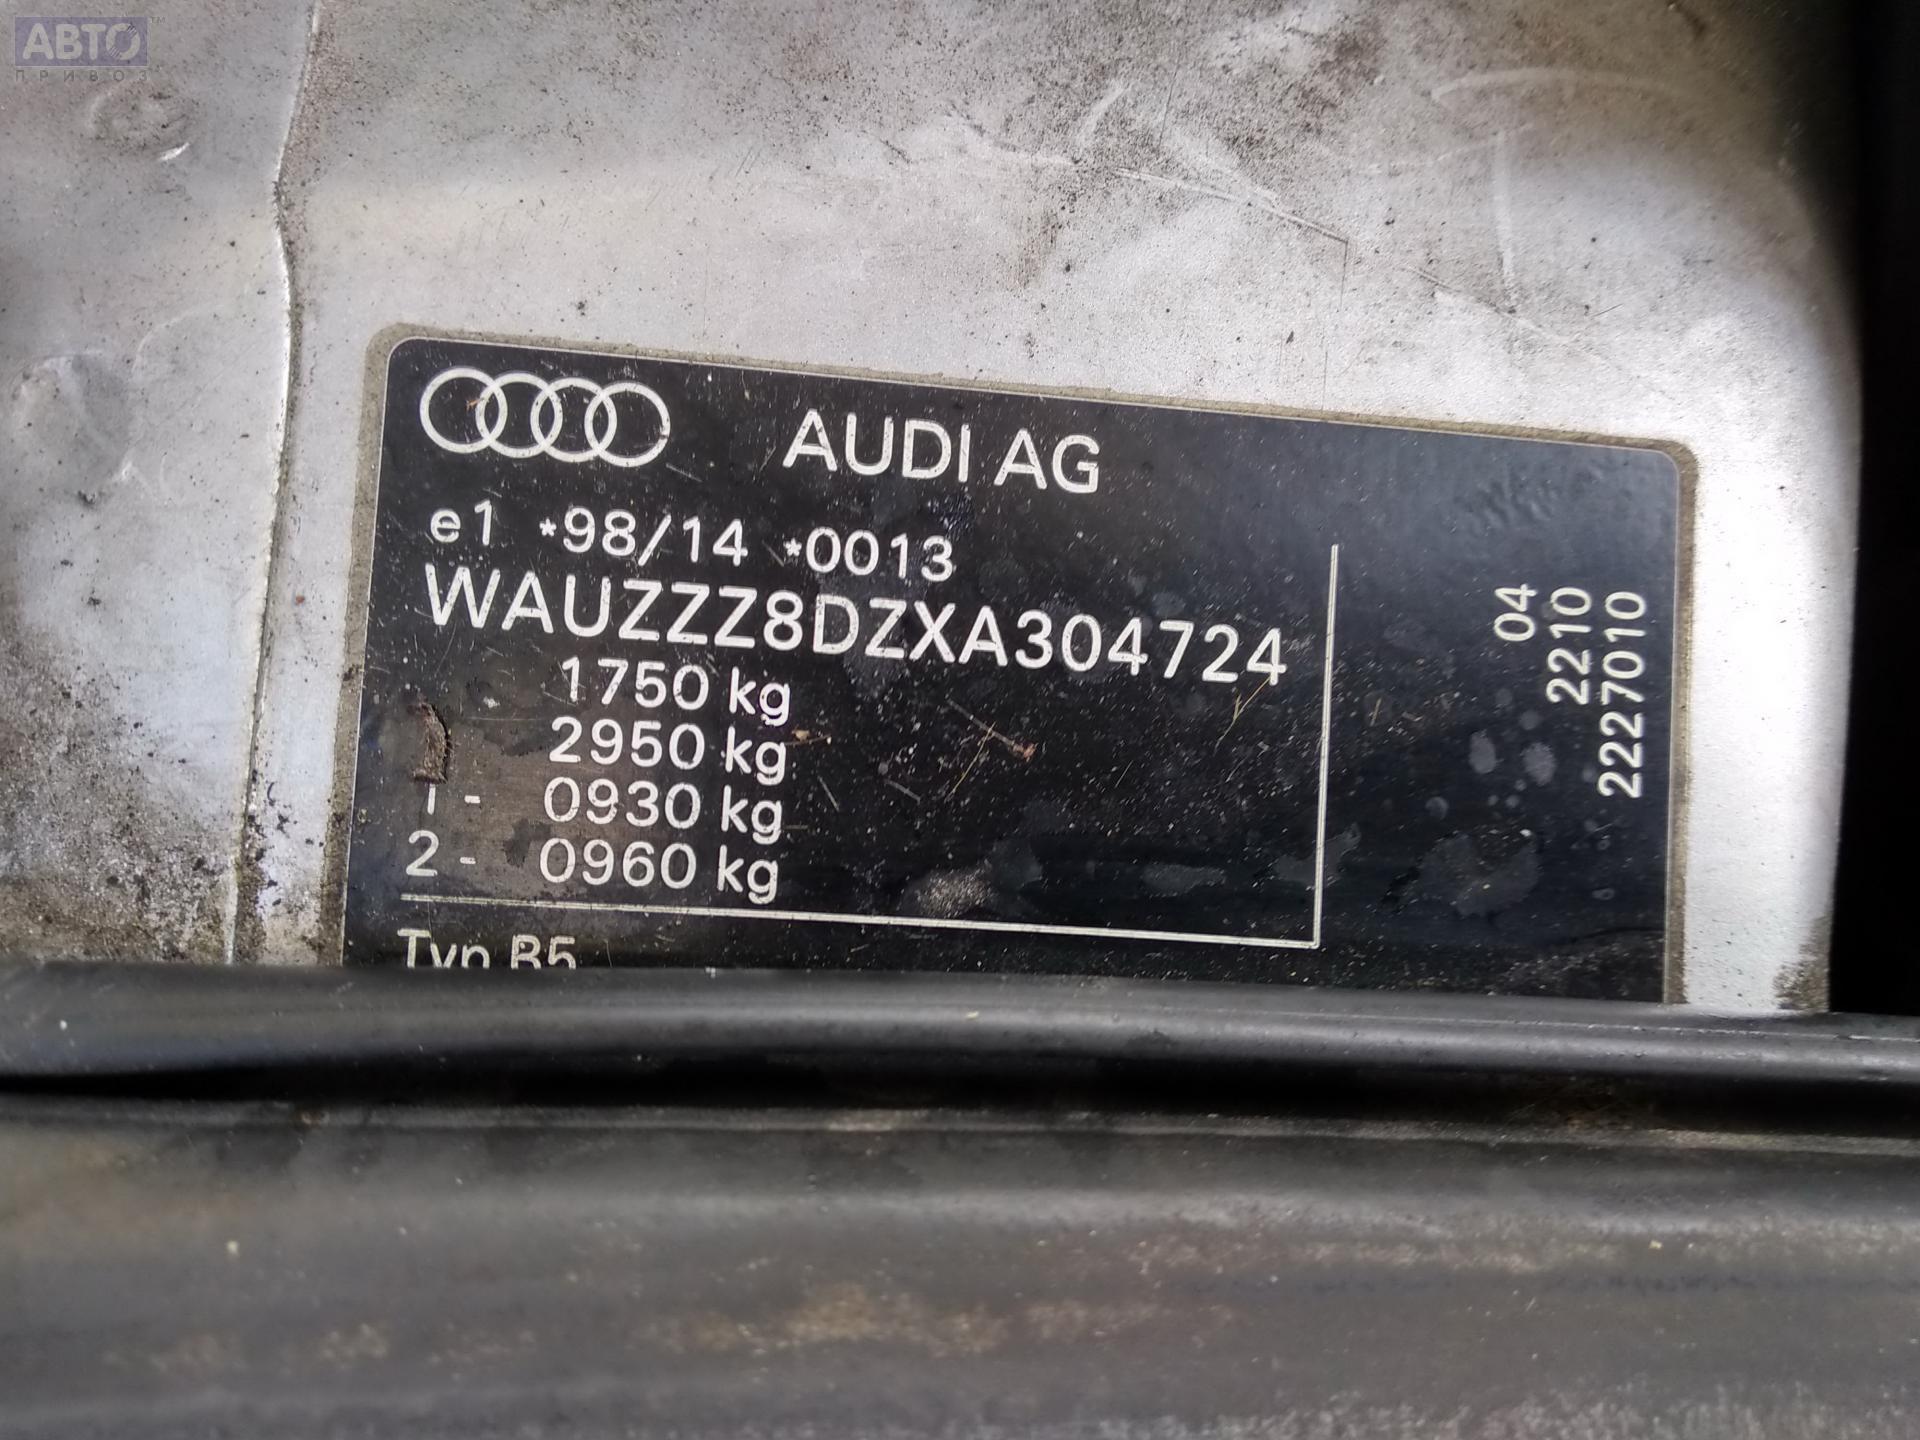 АВТО
ПРИВОЗ
AUDI AG
e1 *98/14 *0013
WAUZZZ8DZXA304724
1750 kg
2950 kg
1 - 0930 kg
2 - 0960 kg
Typ B5
04
2210
2227010